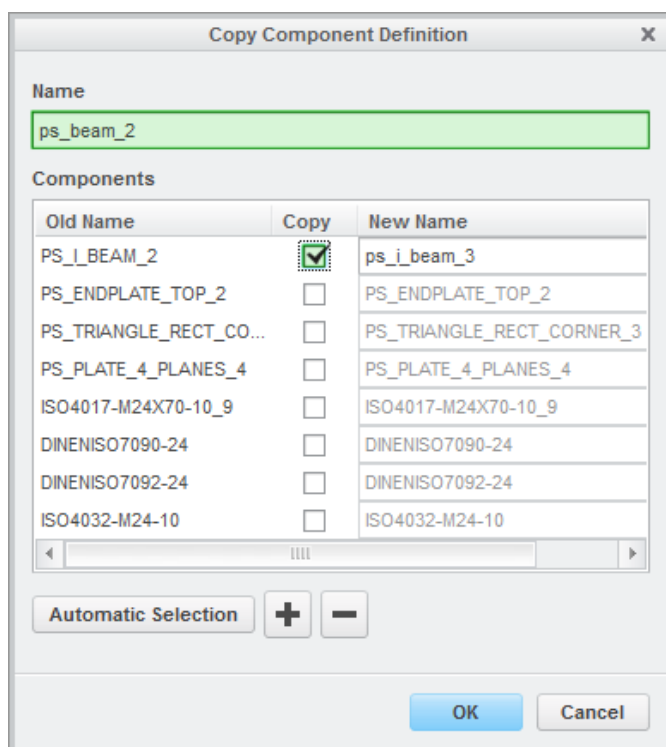 Copy Component Definition
Name
ps_beam_2
Components
Old Name Copy New Name
PS_I_BEAM_2 ps_i_beam_3
PS_ENDPLATE_TOP_2 PS_ENDPLATE_TOP_2
PS_TRIANGLE_RECT_CO... PS_TRIANGLE_RECT_CORNER_3
PS_PLATE_4_PLANES_4 PS_PLATE_4_PLANES_4
ISO4017-M24X70-10_9 ISO4017-M24X70-10_9
DINENISO7090-24 DINENISO7090-24
DINENISO7092-24 DINENISO7092-24
ISO4032-M24-10 ISO4032-M24-10
Automatic Selection
OK Cancel